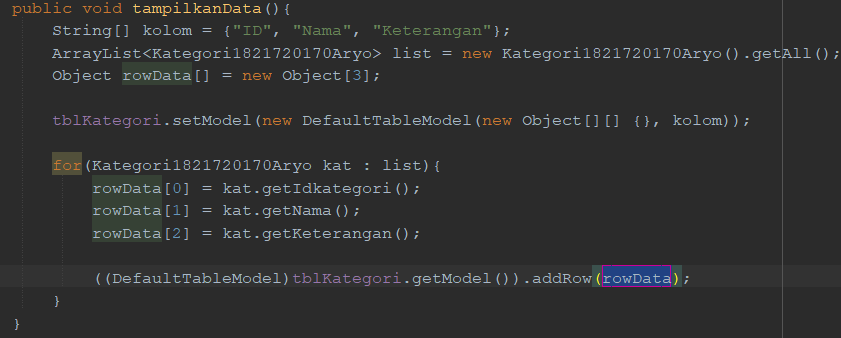 public void tampilkanData(){
String[] kolom = {"ID", "Nama", "Keterangan"};
ArrayList<Kategori1821720170Aryo> list = new Kategori1821720170Aryo().getAll();
Object rowData[] = new Object[3];
tblKategori.setModel(new DefaultTableModel(new Object[][] {}, kolom));
for(Kategori1821720170Aryo kat : list){
rowData[0] = kat.getIdkategori();
rowData[1] = kat.getNama();
rowData[2] = kat.getKeterangan();
((DefaultTableModel)tblKategori.getModel()).addRow(rowData);
}
}